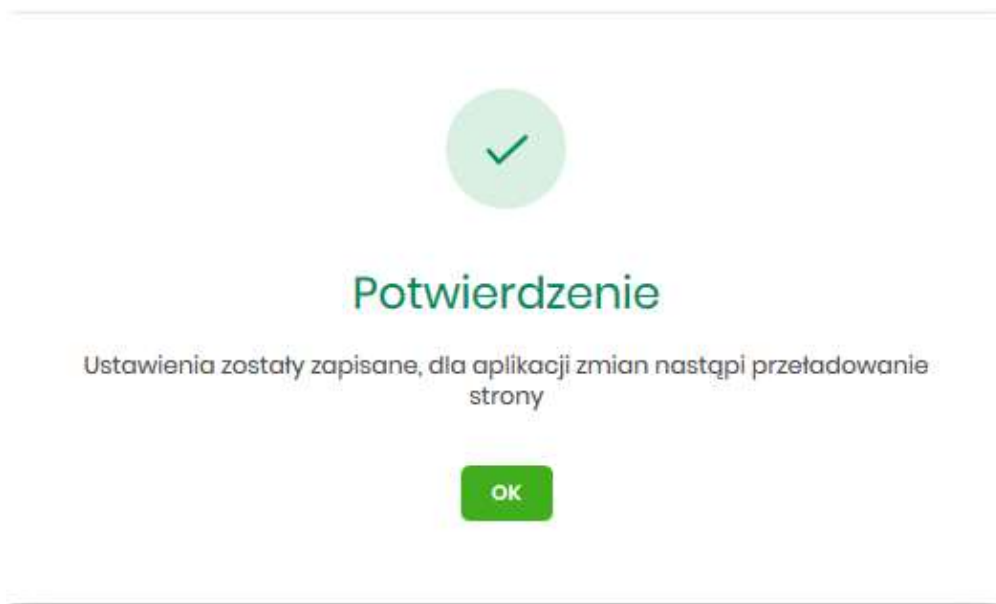 Potwierdzenie
Ustawienia zostały zapisane, dla aplikacji zmian nastąpi przeładowanie
strony
OK